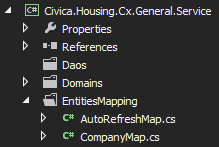 C# Civica.Housing.Cx.General.Service
Properties
References
Daos
Domains
EntitiesMapping
C# AutoRefreshMap.cs
C# CompanyMap.cs